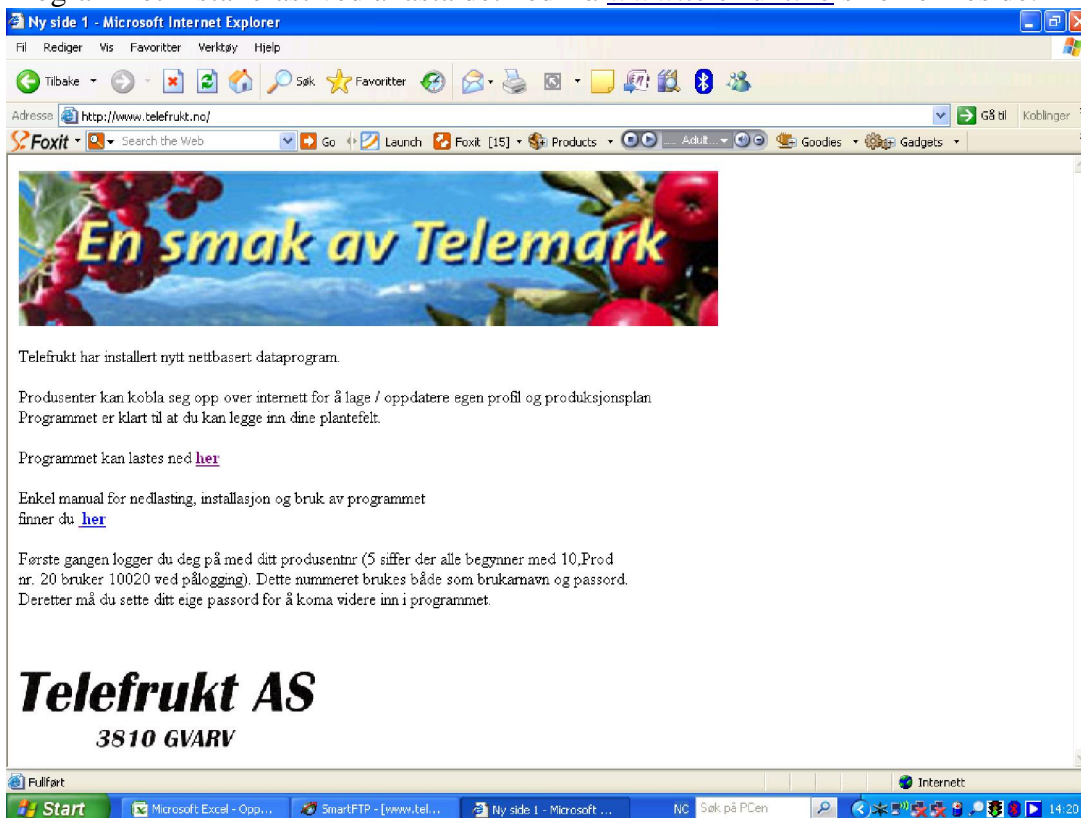 Ny side 1 - Microsoft Internet Explorer
Fil Rediger Vis Favoritter Verktøy Hjelp
Tilbake Søk Favoritter
Adresse http://www.telefrukt.no/ Gå til Koblinger
Foxit Search the Web Go Launch Foxit [15] Products Adult... Goodies Gadgets
En smak av Telemark
Telefrukt har installert nytt nettbasert dataprogram.
Produsenter kan kobla seg opp over internett for å lage / oppdatere egen profil og produksjonsplan
Programmet er klart til at du kan legge inn dine plantefelt.
Programmet kan lastes ned her
Enkel manual for nedlasting, installasjon og bruk av programmet
finner du her
Første gangen logger du deg på med ditt produsentnr (5 siffer der alle begynner med 10,Prod
nr. 20 bruker 10020 ved pålogging). Dette nummeret brukes både som brukarnavn og passord.
Deretter må du sette ditt eige passord for å koma videre inn i programmet.
Telefrukt AS
3810 GVARV
Fullført Internett
Start Microsoft Excel - Opp... SmartFTP - [www.tel... Ny side 1 - Microsoft ... NC Søk på PCen 14:20